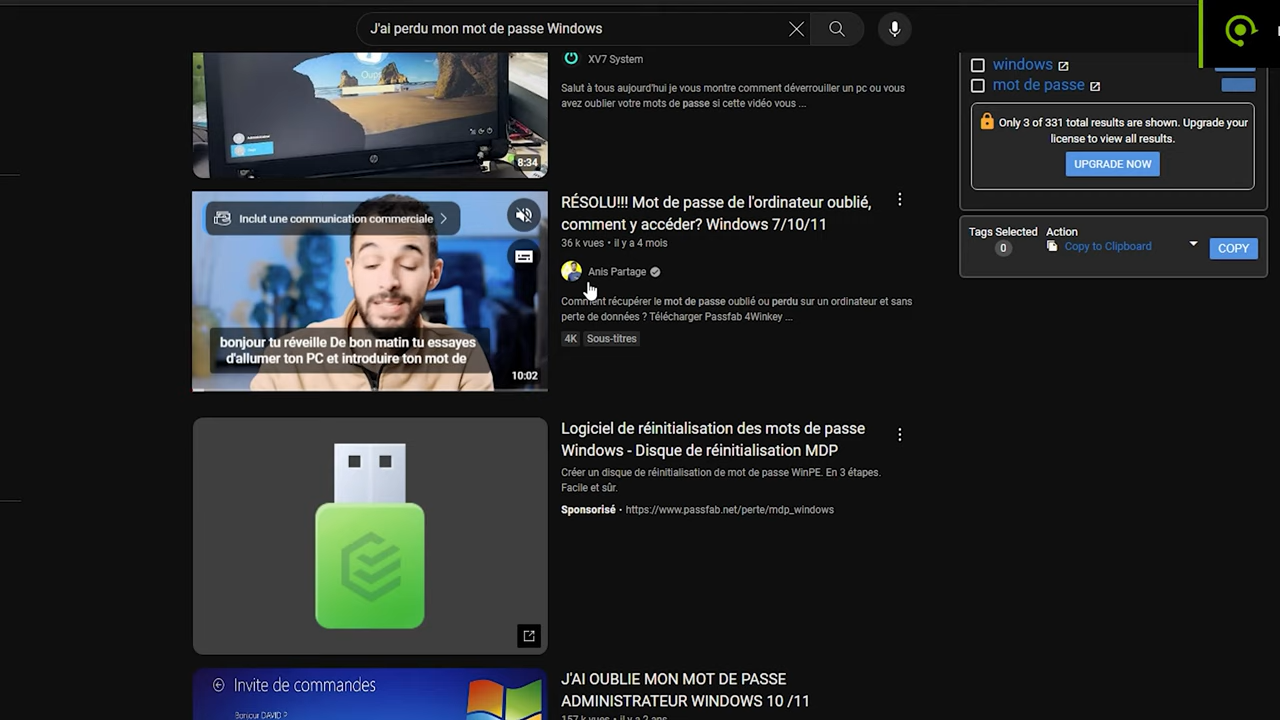 J'ai perdu mon mot de passe Windows
XV7 System
Salut à tous aujourd'hui je vous montre comment déverrouiller un pc ou vous
avez oublier votre mots de passe si cette vidéo vous ...
8:34
Inclut une communication commerciale
bonjour tu réveille De bon matin tu essayes
d'allumer ton PC et introduire ton mot de
10:02
RÉSOLU!!! Mot de passe de l'ordinateur oublié,
comment y accéder? Windows 7/10/11
36 k vues • il y a 4 mois
Anis Partage
Comment récupérer le mot de passe oublié ou perdu sur un ordinateur et sans
perte de données ? Télécharger Passfab 4Winkey ...
4K Sous-titres
Logiciel de réinitialisation des mots de passe
Windows - Disque de réinitialisation MDP
Créer un disque de réinitialisation de mot de passe WinPE. En 3 étapes.
Facile et sûr.
Sponsorisé • https://www.passfab.net/perte/mdp_windows
Invite de commandes
Bonjour DAVID ?
J'AI OUBLIE MON MOT DE PASSE
ADMINISTRATEUR WINDOWS 10 /11
157 k vues • il y a 2 ans
windows
mot de passe
Only 3 of 331 total results are shown. Upgrade your
license to view all results.
UPGRADE NOW
Tags Selected
0
Action
Copy to Clipboard
COPY